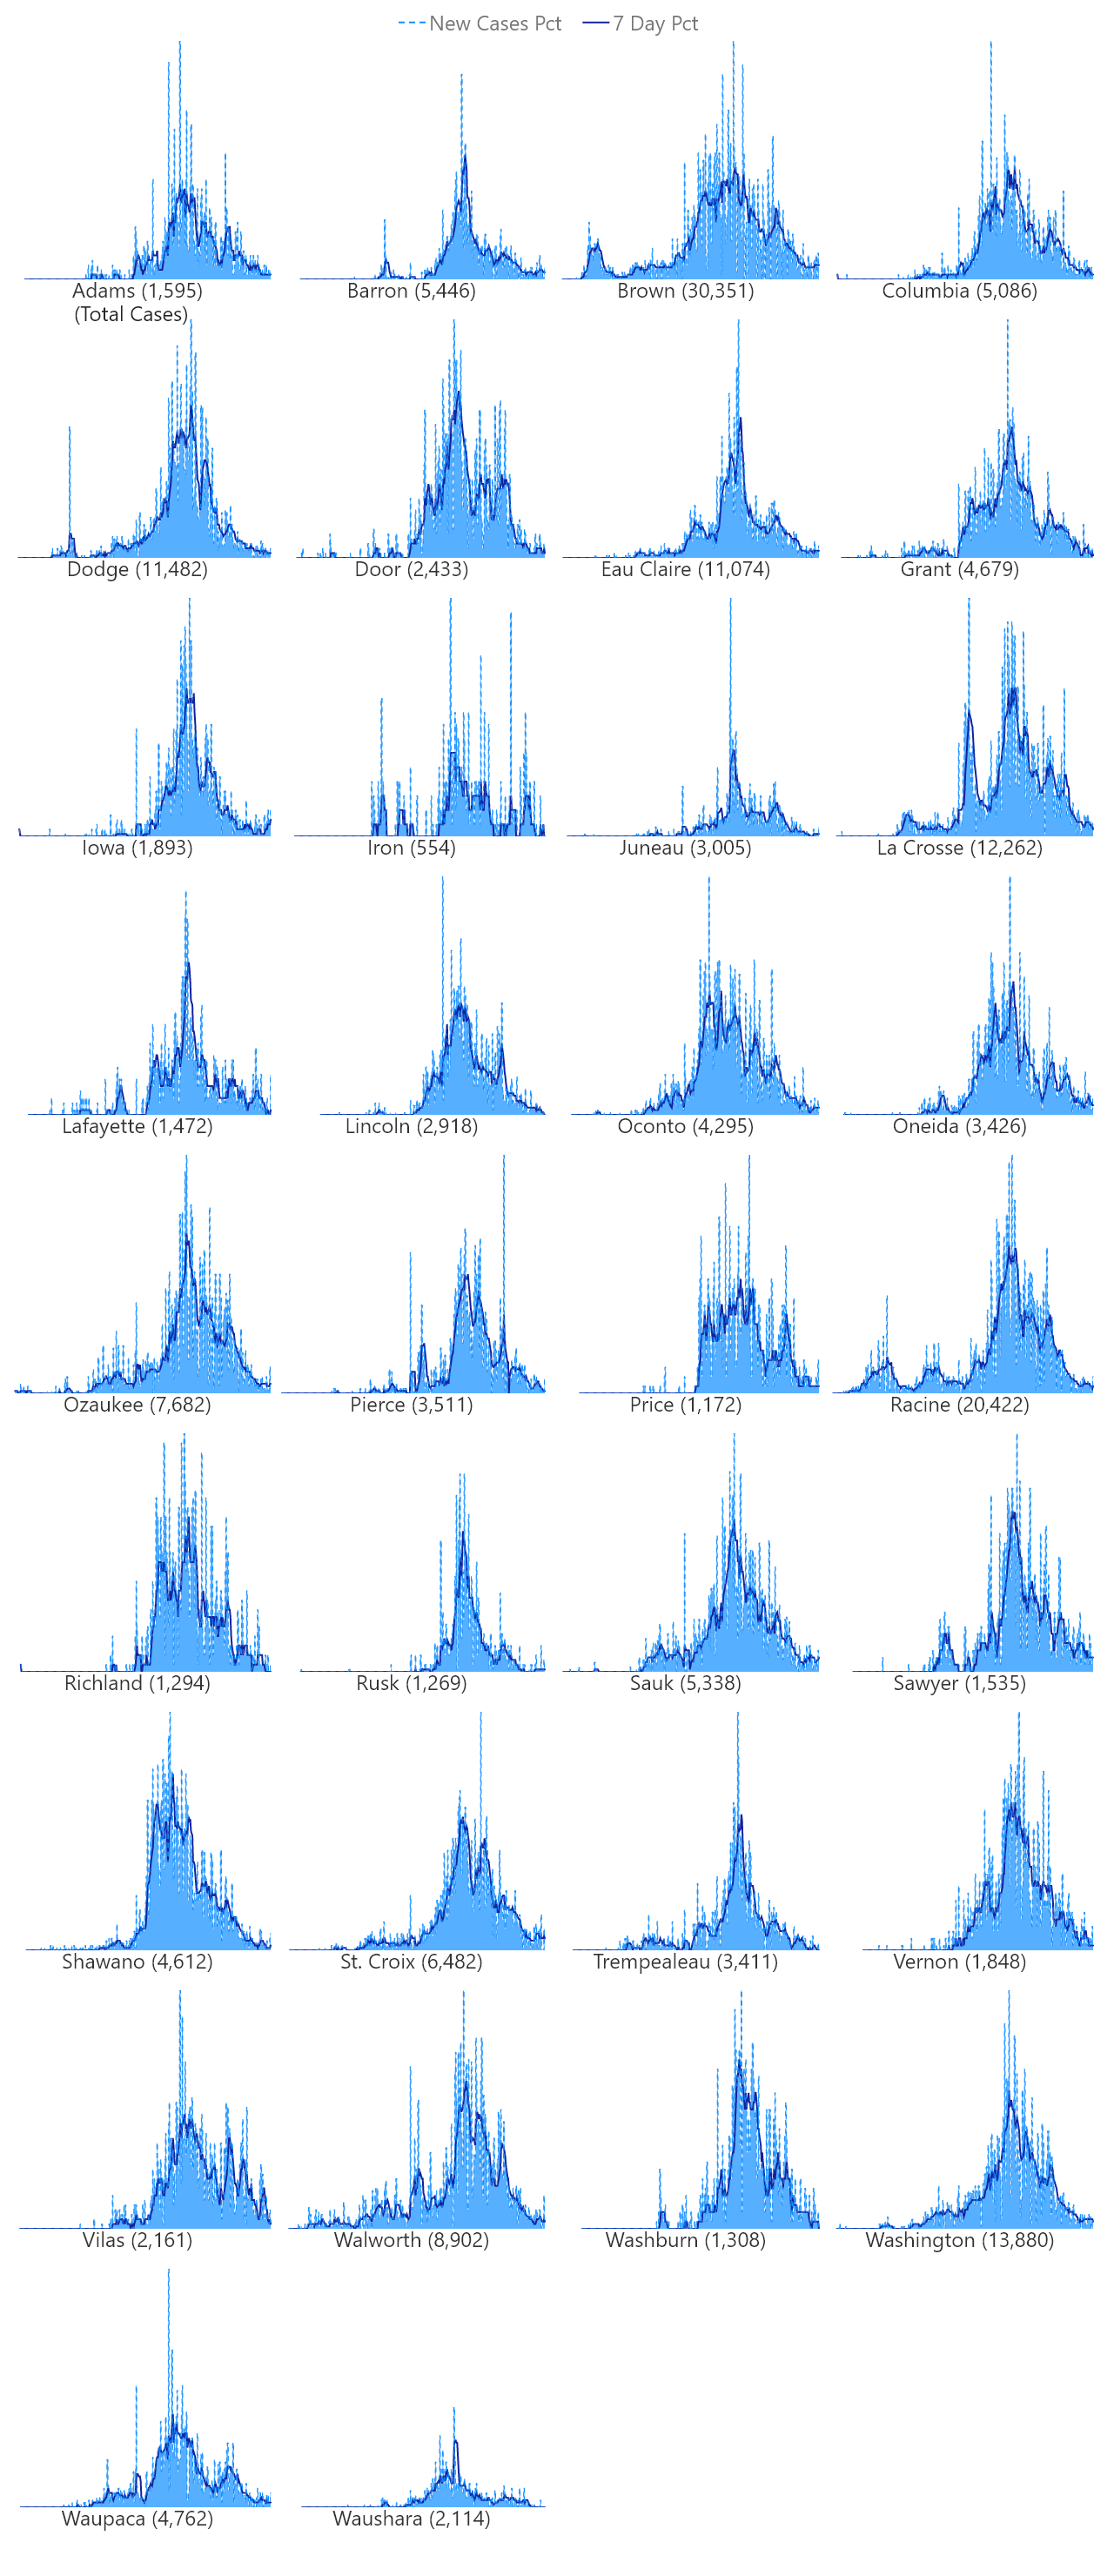 New Cases Pct 7 Day Pct
Adams (1,595) Barron (5,446) Brown (30,351) Columbia (5,086)
(Total Cases)
Dodge (11,482) Door (2,433) Eau Claire (11,074) Grant (4,679)
Iowa (1,893) Iron (554) Juneau (3,005) La Crosse (12,262)
Lafayette (1,472) Lincoln (2,918) Oconto (4,295) Oneida (3,426)
Ozaukee (7,682) Pierce (3,511) Price (1,172) Racine (20,422)
Richland (1,294) Rusk (1,269) Sauk (5,338) Sawyer (1,535)
Shawano (4,612) St. Croix (6,482) Trempealeau (3,411) Vernon (1,848)
Vilas (2,161) Walworth (8,902) Washburn (1,308) Washington (13,880)
Waupaca (4,762) Waushara (2,114)